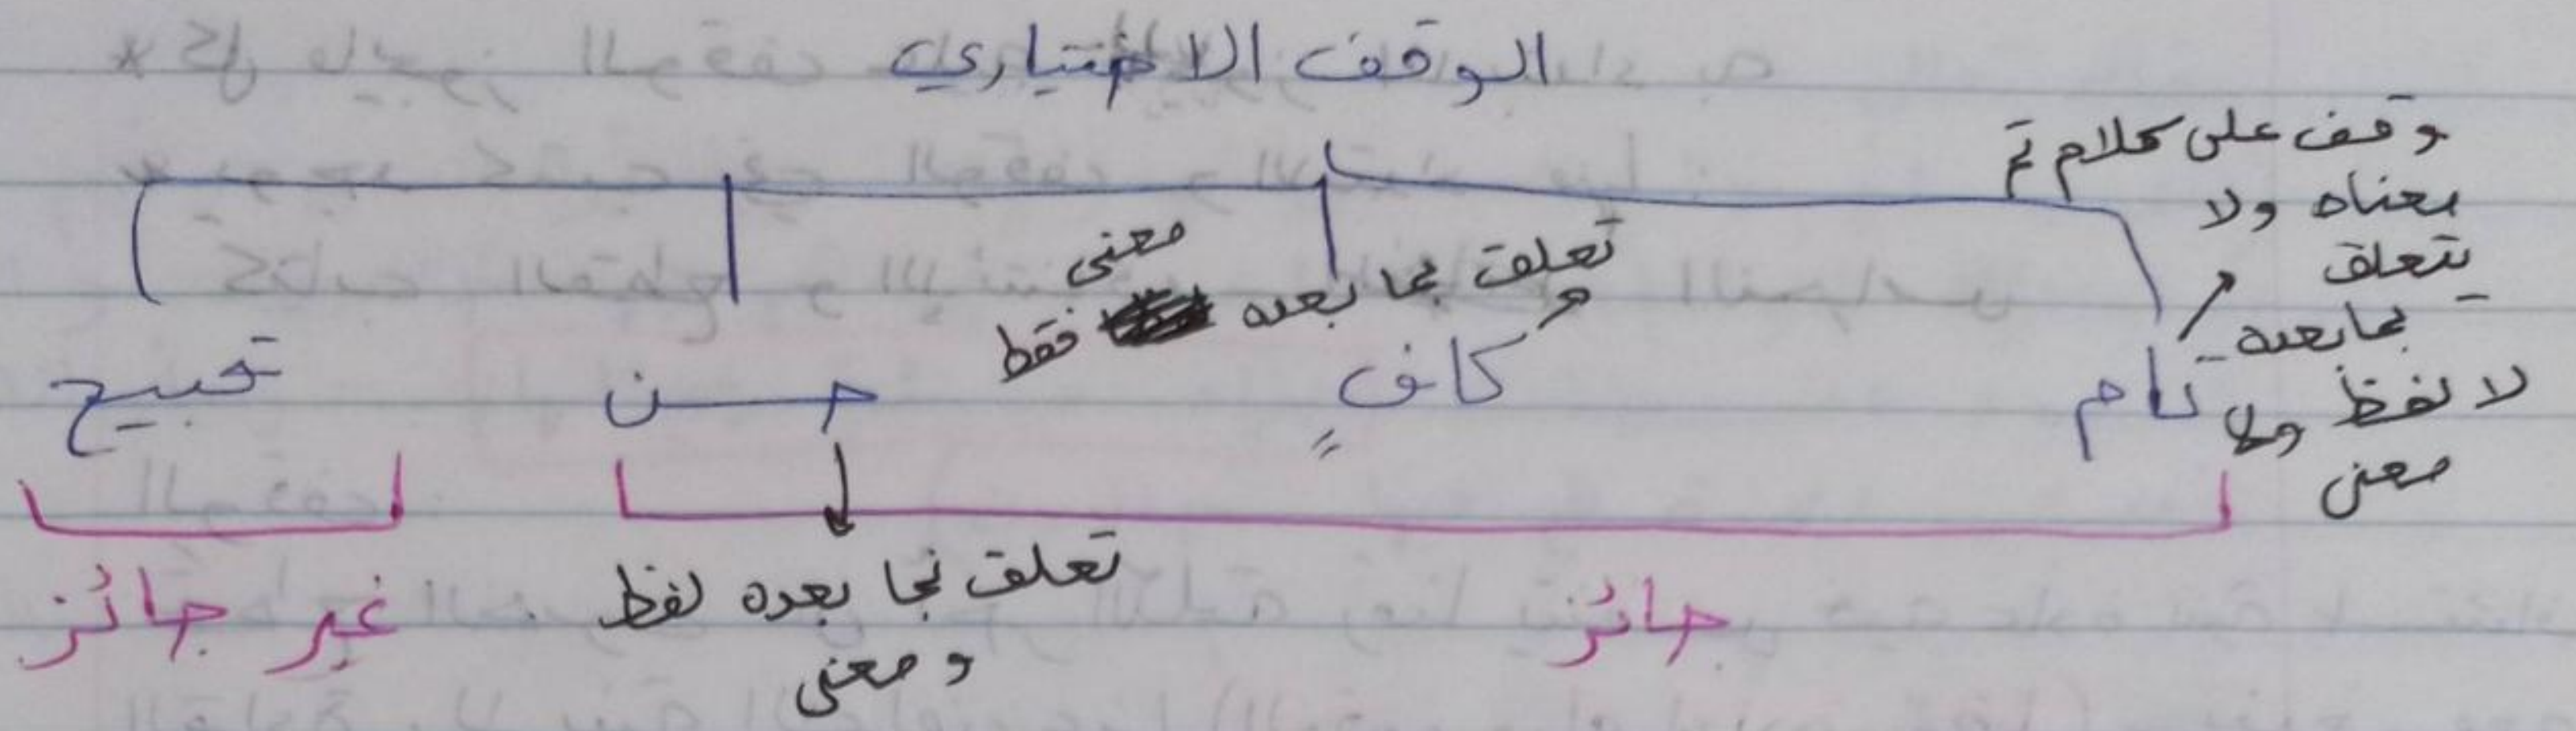 الوقف الاختياري
وقف على كلام تم
معناه ولا
يتعلق
بما بعده
لا لفظ ولا
معنى
تعلق بما بعده فقط
معنى
تام
كافٍ
حسن
قبيح
تعلق بما بعده لفظ
ومعنى
جائز
غير جائز